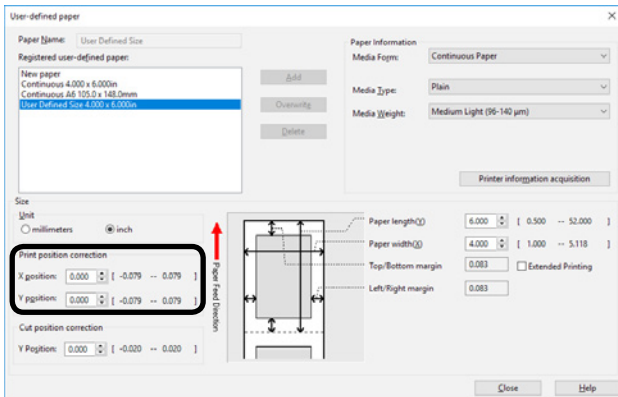 User-defined paper
Paper Name: User Defined Size
Registered user-defined paper:
New paper
Continuous 4.000 x 6.000in
Continuous A6 105.0 x 148.0mm
User Defined Size 4.000 x 6.000in
Add
Overwrite
Delete
Paper Information
Media Form: Continuous Paper
Media Type: Plain
Media Weight: Medium Light (96-140 μm)
Printer information acquisition
Size
Unit
millimeters inch
Print position correction
X position: 0.000 [ -0.079 -- 0.079 ]
Y position: 0.000 [ -0.079 -- 0.079 ]
Cut position correction
Y Position: 0.000 [ -0.020 -- 0.020 ]
Paper Feed Direction
Paper length(Y) 6.000 [ 0.500 -- 52.000 ]
Paper width(X) 4.000 [ 1.000 -- 5.118 ]
Top/Bottom margin 0.083 Extended Printing
Left/Right margin 0.083
Close Help